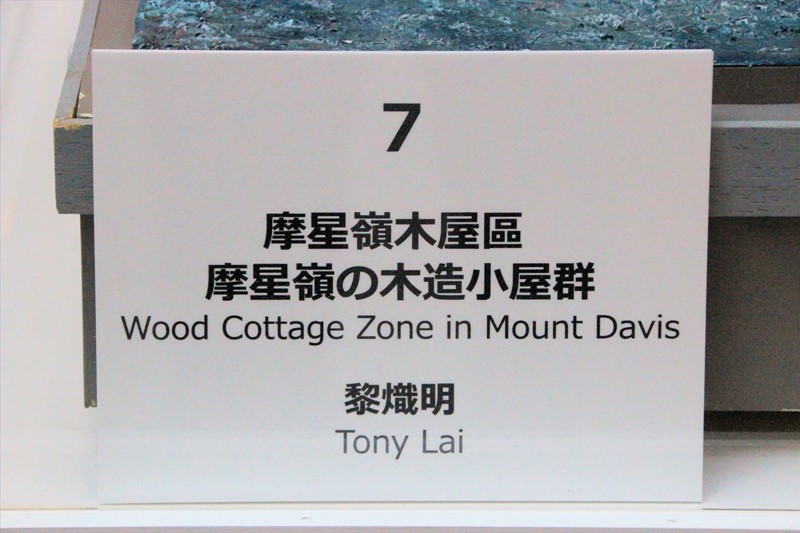 7
摩星嶺木屋區
摩星嶺の木造小屋群
Wood Cottage Zone in Mount Davis
黎熾明
Tony Lai